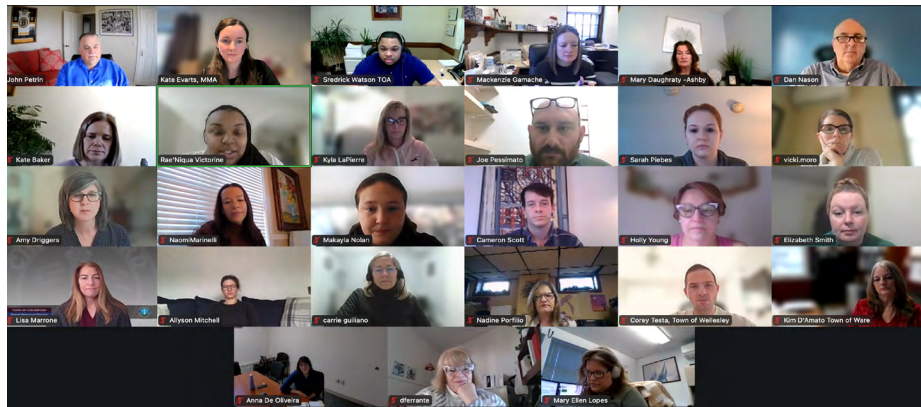 John Petrin
Kate Evarts, MMA
Sredrick Watson TOA
Mackenzie Gamache
Mary Daughraty -Ashby
Dan Nason
Kate Baker
Rae'Niqua Victorine
Kyla LaPierre
Joe Pessimato
Sarah Piebes
vicki.moro
Amy Driggers
NaomiMarinelli
Makayla Nolan
Cameron Scott
Holly Young
Elizabeth Smith
Lisa Marrone
Allyson Mitchell
carrie guiliano
Nadine Porfilio
Corey Testa, Town of Wellesley
Kim D'Amato Town of Ware
Anna De Oliveira
dferrante
Mary Ellen Lopes